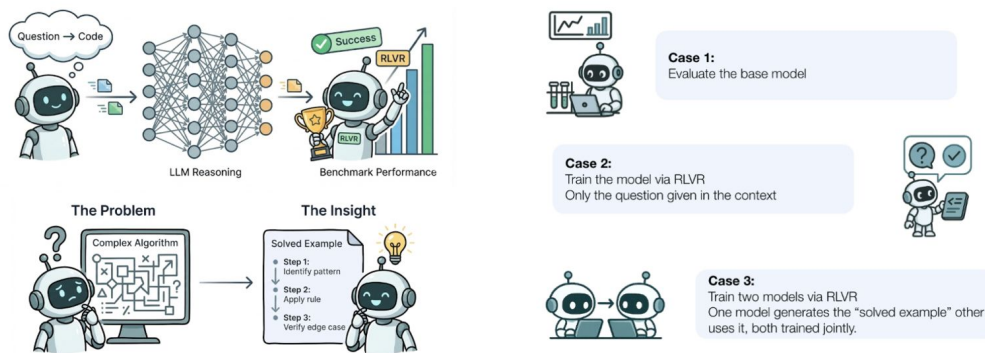 Question → Code
Success
RLVR
RLVR
LLM Reasoning
Benchmark Performance
The Problem
The Insight
Complex Algorithm
Solved Example
Step 1:
Identify pattern
Step 2:
Apply rule
Step 3:
Verify edge case
Case 1:
Evaluate the base model
Case 2:
Train the model via RLVR
Only the question given in the context
Case 3:
Train two models via RLVR
One model generates the “solved example” other
uses it, both trained jointly.